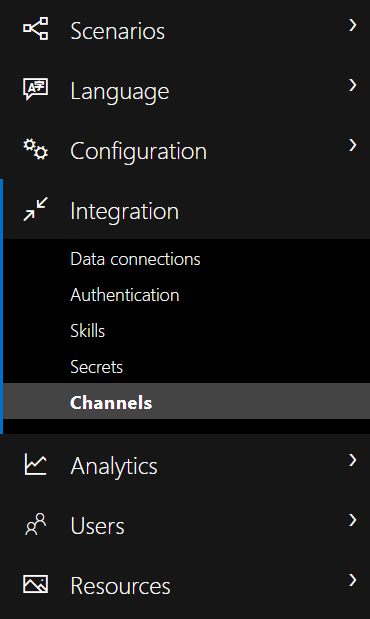 Scenarios
Language
Configuration
Integration
Data connections
Authentication
Skills
Secrets
Channels
Analytics
Users
Resources